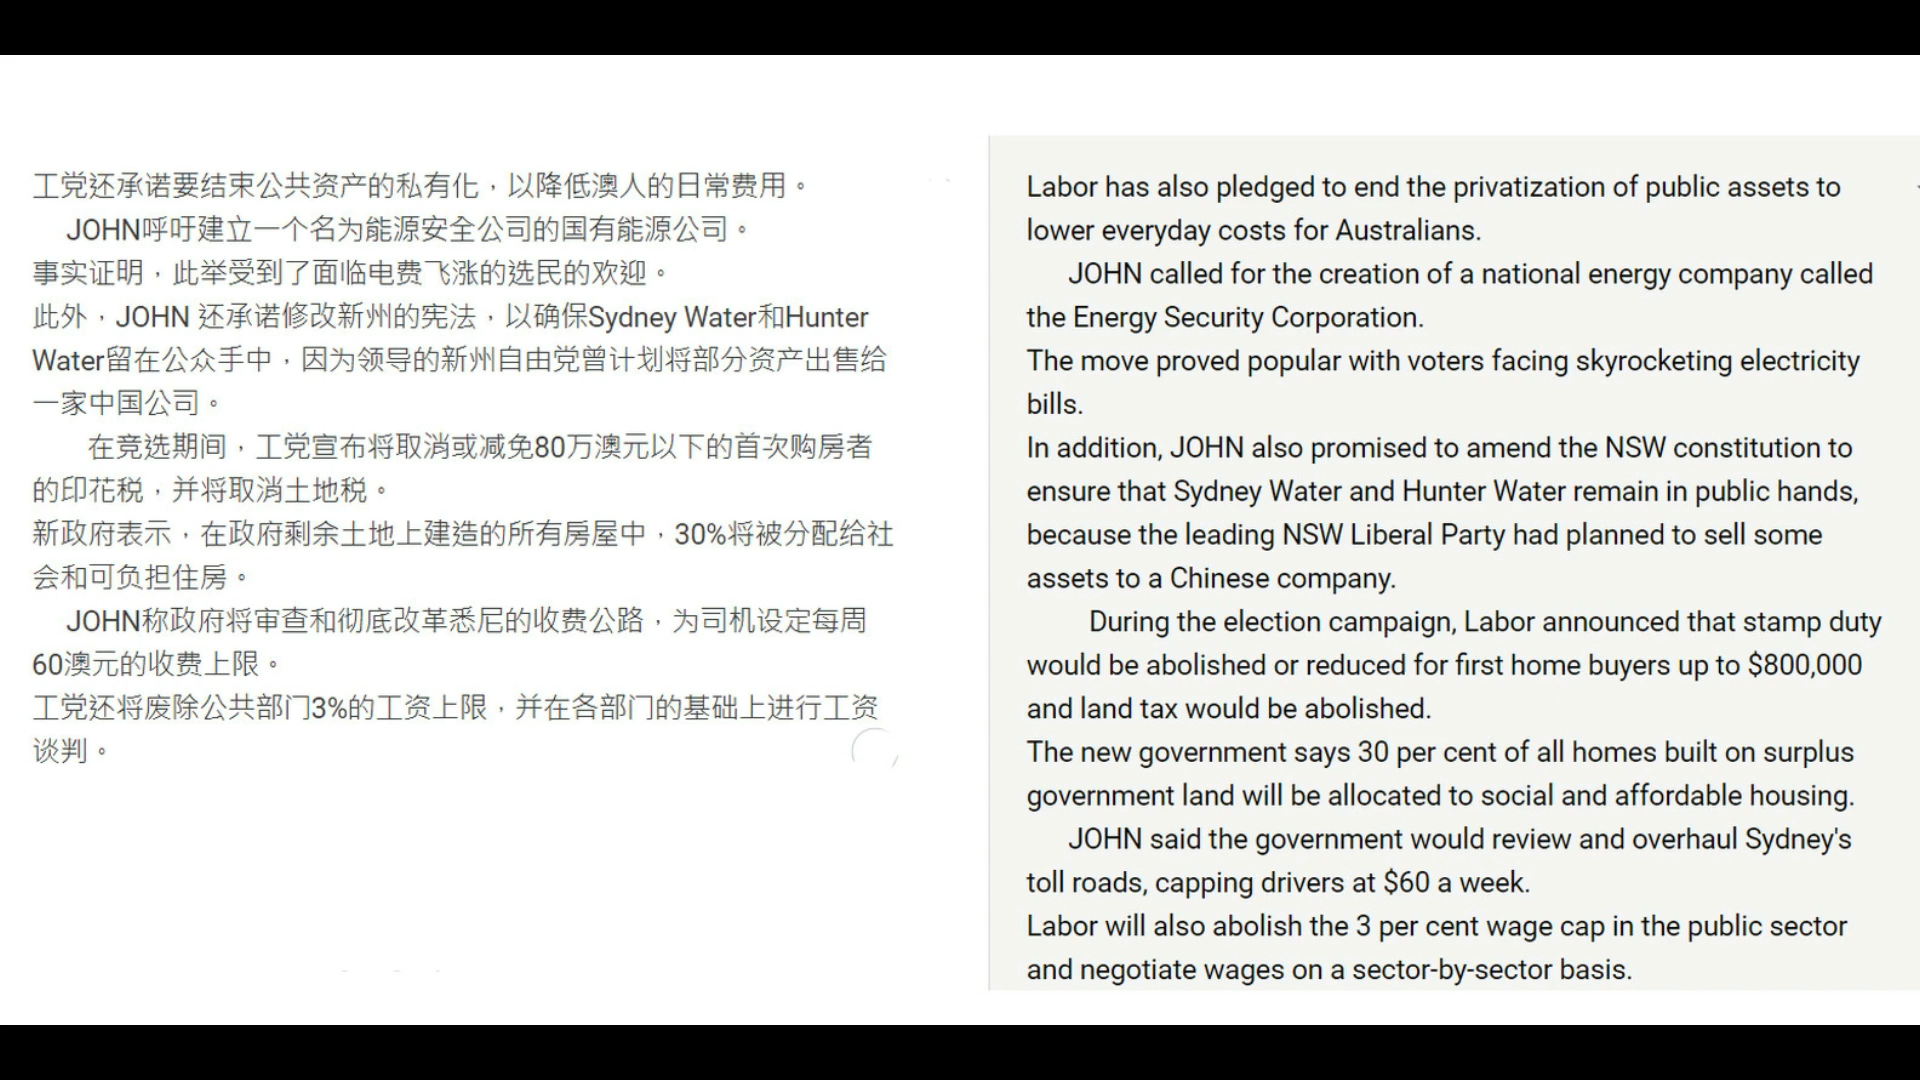 工党还承诺要结束公共资产的私有化，以降低澳人的日常费用。
JOHN呼吁建立一个名为能源安全公司的国有能源公司。
事实证明，此举受到了面临电费飞涨的选民的欢迎。
此外，JOHN 还承诺修改新州的宪法，以确保Sydney Water和Hunter
Water留在公众手中，因为领导的新州自由党曾计划将部分资产出售给
一家中国公司。
在竞选期间，工党宣布将取消或减免80万澳元以下的首次购房者
的印花税，并将取消土地税。
新政府表示，在政府剩余土地上建造的所有房屋中，30%将被分配给社
会和可负担住房。
JOHN称政府将审查和彻底改革悉尼的收费公路，为司机设定每周
60澳元的收费上限。
工党还将废除公共部门3%的工资上限，并在各部门的基础上进行工资
谈判。
Labor has also pledged to end the privatization of public assets to
lower everyday costs for Australians.
JOHN called for the creation of a national energy company called
the Energy Security Corporation.
The move proved popular with voters facing skyrocketing electricity
bills.
In addition, JOHN also promised to amend the NSW constitution to
ensure that Sydney Water and Hunter Water remain in public hands,
because the leading NSW Liberal Party had planned to sell some
assets to a Chinese company.
During the election campaign, Labor announced that stamp duty
would be abolished or reduced for first home buyers up to $800,000
and land tax would be abolished.
The new government says 30 per cent of all homes built on surplus
government land will be allocated to social and affordable housing.
JOHN said the government would review and overhaul Sydney's
toll roads, capping drivers at $60 a week.
Labor will also abolish the 3 per cent wage cap in the public sector
and negotiate wages on a sector-by-sector basis.